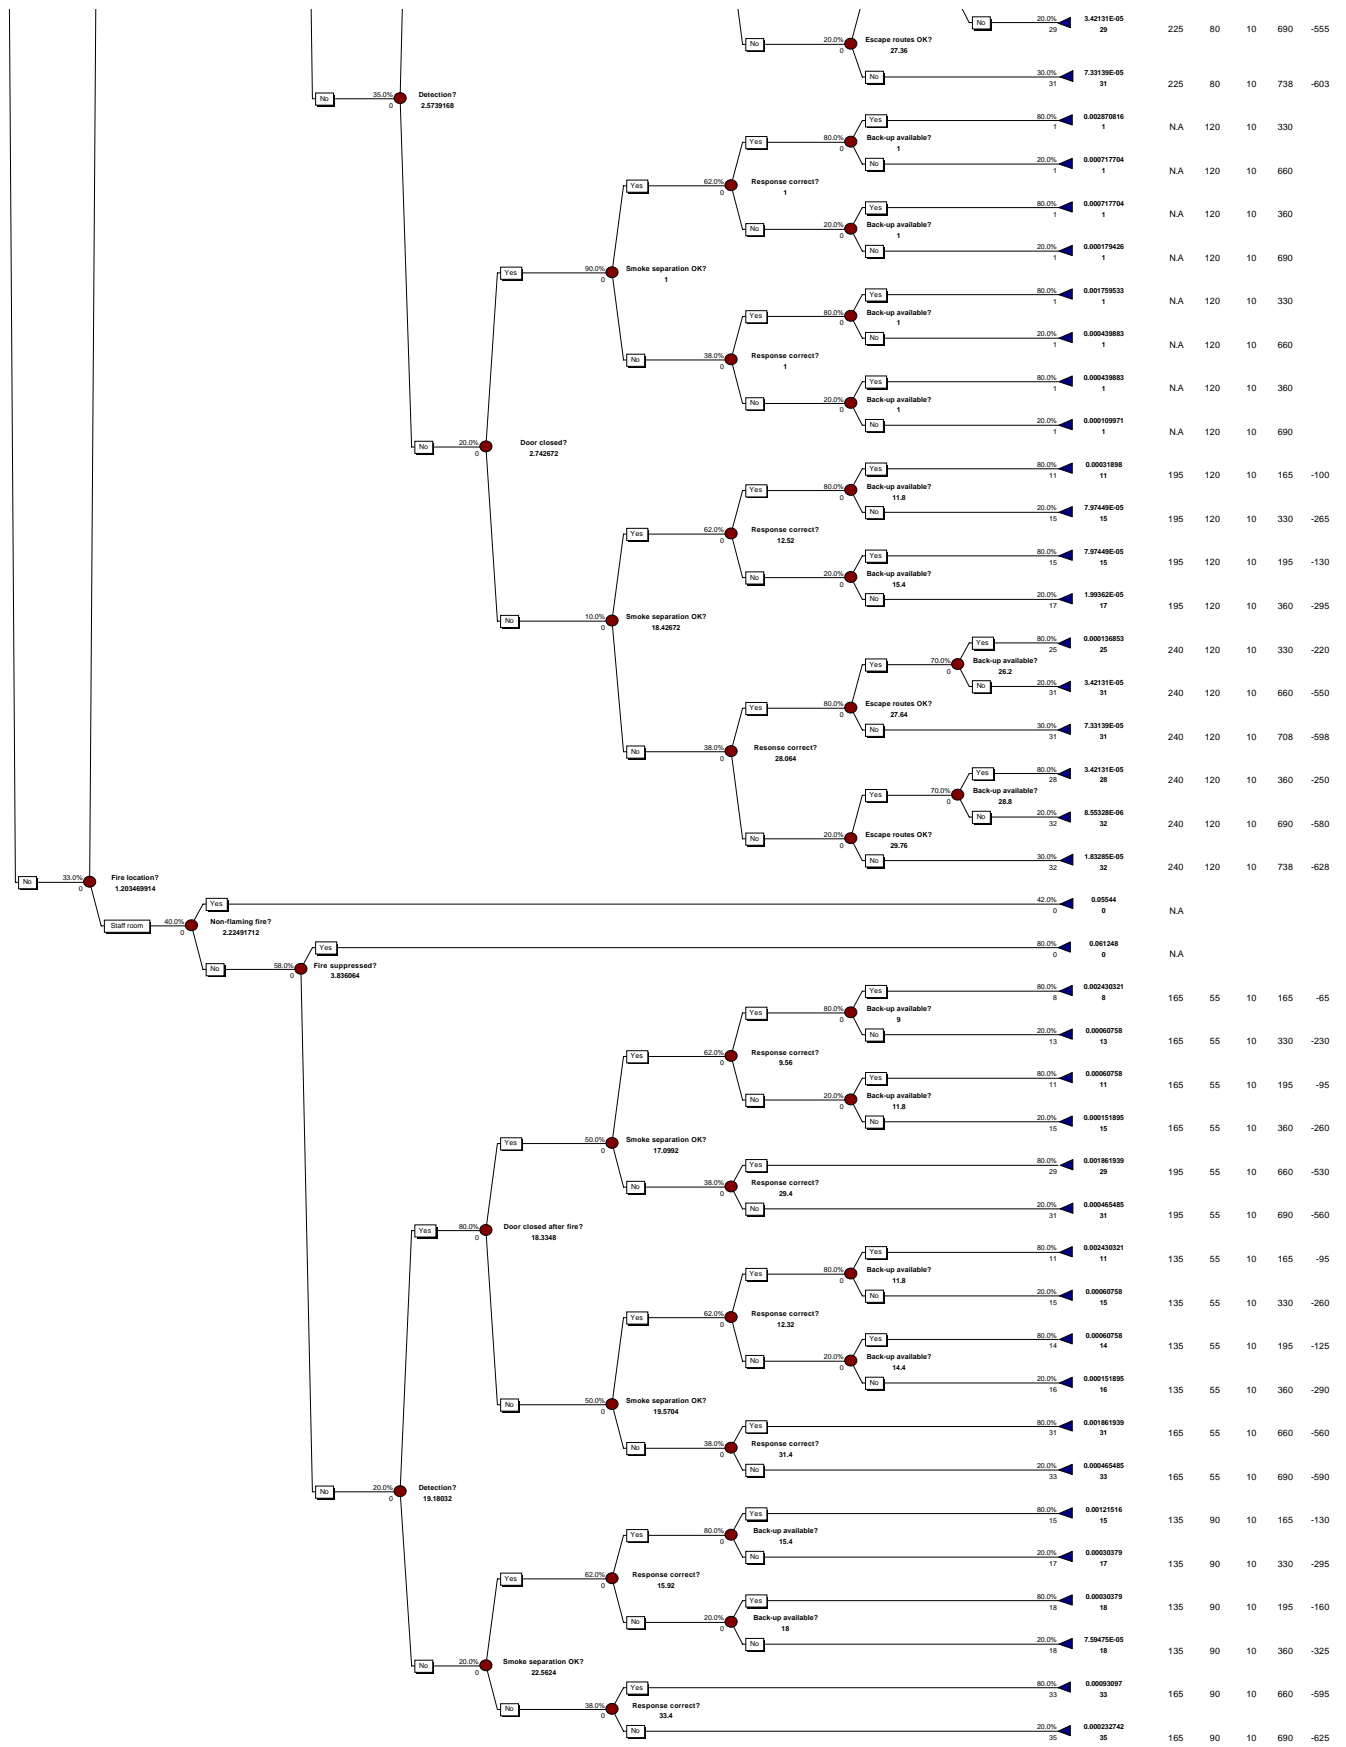 No 20.0% 29 3.42131E-05 29 225 80 10 690 -555
No 20.0% 0 Escape routes OK? 27.36
No 30.0% 31 7.33139E-05 31 225 80 10 738 -603
No 35.0% 0 Detection? 2.5739168
Yes 80.0% 1 0.002870816 1 N.A 120 10 330
Yes 80.0% 0 Back-up available? 1
No 20.0% 1 0.000717704 1 N.A 120 10 660
Yes 62.0% 0 Response correct? 1
Yes 80.0% 1 0.000717704 1 N.A 120 10 360
No 20.0% 0 Back-up available? 1
No 20.0% 1 0.000179426 1 N.A 120 10 690
Yes 90.0% 0 Smoke separation OK? 1
Yes 80.0% 1 0.001759533 1 N.A 120 10 330
Yes 80.0% 0 Back-up available? 1
No 20.0% 1 0.000439883 1 N.A 120 10 660
No 38.0% 0 Response correct? 1
Yes 80.0% 1 0.000439883 1 N.A 120 10 360
No 20.0% 0 Back-up available? 1
No 20.0% 1 0.000109971 1 N.A 120 10 690
No 20.0% 0 Door closed? 2.742672
Yes 80.0% 11 0.00031898 11 195 120 10 165 -100
Yes 80.0% 0 Back-up available? 11.8
No 20.0% 15 7.97449E-05 15 195 120 10 330 -265
Yes 62.0% 0 Response correct? 12.52
Yes 80.0% 15 7.97449E-05 15 195 120 10 195 -130
No 20.0% 0 Back-up available? 15.4
No 20.0% 17 1.99362E-05 17 195 120 10 360 -295
No 10.0% 0 Smoke separation OK? 18.42672
Yes 80.0% 25 0.000136853 25 240 120 10 330 -220
Yes 70.0% 0 Back-up available? 26.2
No 20.0% 31 3.42131E-05 31 240 120 10 660 -550
Yes 80.0% 0 Escape routes OK? 27.64
No 30.0% 31 7.33139E-05 31 240 120 10 708 -598
No 38.0% 0 Resonse correct? 28.064
Yes 80.0% 28 3.42131E-05 28 240 120 10 360 -250
Yes 70.0% 0 Back-up available? 28.8
No 20.0% 32 8.55328E-06 32 240 120 10 690 -580
No 20.0% 0 Escape routes OK? 29.76
No 30.0% 32 1.83285E-05 32 240 120 10 738 -628
No 33.0% 0 Fire location? 1.203469914
Yes 42.0% 0 0.05544 0 N.A
Staff room 40.0% 0 Non-flaming fire? 2.22491712
Yes 80.0% 0 0.061248 0 N.A
No 58.0% 0 Fire suppressed? 3.836064
Yes 80.0% 8 0.002430321 8 165 55 10 165 -65
Yes 80.0% 0 Back-up available? 9
No 20.0% 13 0.00060758 13 165 55 10 330 -230
Yes 62.0% 0 Response correct? 9.56
Yes 80.0% 11 0.00060758 11 165 55 10 195 -95
No 20.0% 0 Back-up available? 11.8
No 20.0% 15 0.000151895 15 165 55 10 360 -260
Yes 50.0% 0 Smoke separation OK? 17.0992
Yes 80.0% 29 0.001861939 29 195 55 10 660 -530
No 38.0% 0 Response correct? 29.4
No 20.0% 31 0.000465485 31 195 55 10 690 -560
Yes 80.0% 0 Door closed after fire? 18.3348
Yes 80.0% 11 0.002430321 11 135 55 10 165 -95
Yes 80.0% 0 Back-up available? 11.8
No 20.0% 15 0.00060758 15 135 55 10 330 -260
Yes 62.0% 0 Response correct? 12.32
Yes 80.0% 14 0.00060758 14 135 55 10 195 -125
No 20.0% 0 Back-up available? 14.4
No 20.0% 16 0.000151895 16 135 55 10 360 -290
No 50.0% 0 Smoke separation OK? 19.5704
Yes 80.0% 31 0.001861939 31 165 55 10 660 -560
No 38.0% 0 Response correct? 31.4
No 20.0% 33 0.000465485 33 165 55 10 690 -590
No 20.0% 0 Detection? 19.18032
Yes 80.0% 15 0.00121516 15 135 90 10 165 -130
Yes 80.0% 0 Back-up available? 15.4
No 20.0% 17 0.00030379 17 135 90 10 330 -295
Yes 62.0% 0 Response correct? 15.92
Yes 80.0% 18 0.00030379 18 135 90 10 195 -160
No 20.0% 0 Back-up available? 18
No 20.0% 18 7.59475E-05 18 135 90 10 360 -325
No 20.0% 0 Smoke separation OK? 22.5624
Yes 80.0% 33 0.00093097 33 165 90 10 660 -595
No 38.0% 0 Response correct? 33.4
No 20.0% 35 0.000232742 35 165 90 10 690 -625